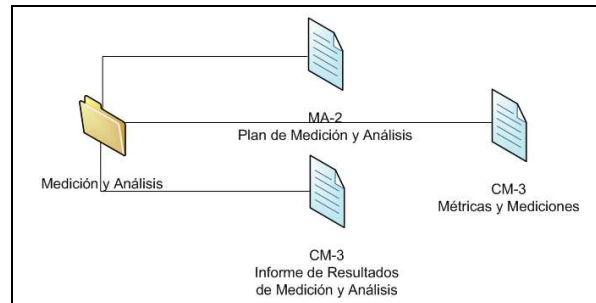 MA-2
Plan de Medición y Análisis
Medición y Análisis
CM-3
Métricas y Mediciones
CM-3
Informe de Resultados
de Medición y Análisis